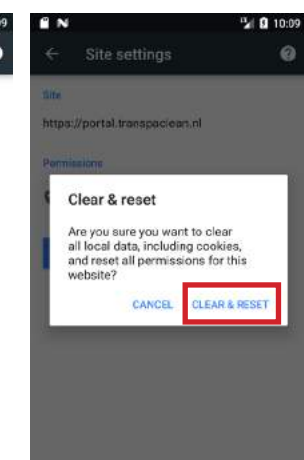 10:09
Site settings
Site
https://portal.transpaclean.nl
Permissions
Clear & reset
Are you sure you want to clear
all local data, including cookies,
and reset all permissions for this
website?
CANCEL CLEAR & RESET